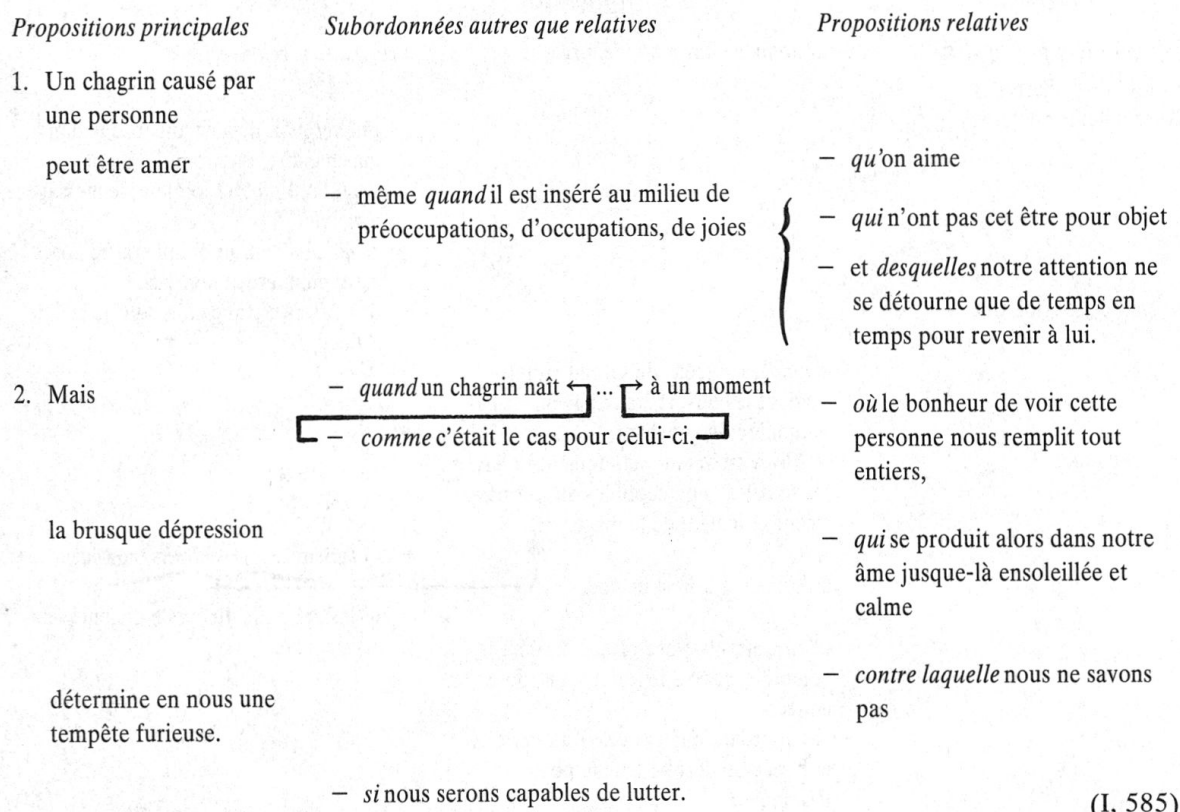 Propositions principales Subordonnées autres que relatives Propositions relatives
1. Un chagrin causé par
une personne
peut être amer
– qu'on aime
– même quand il est inséré au milieu de
préoccupations, d'occupations, de joies
– qui n'ont pas cet être pour objet
– et desquelles notre attention ne
se détourne que de temps en
temps pour revenir à lui.
2. Mais
– quand un chagrin naît ... à un moment
– comme c'était le cas pour celui-ci.
– où le bonheur de voir cette
personne nous remplit tout
entiers,
la brusque dépression
– qui se produit alors dans notre
âme jusque-là ensoleillée et
calme
détermine en nous une
tempête furieuse.
– contre laquelle nous ne savons
pas
– si nous serons capables de lutter.
(I, 585)